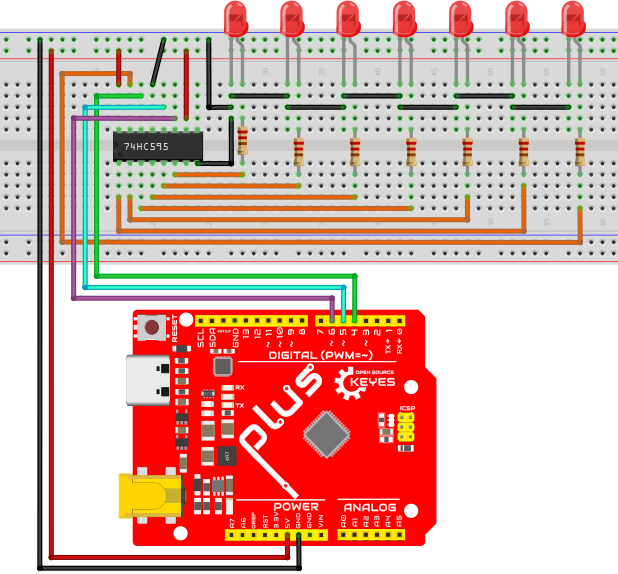 74HC595
RESET
SCL
SDA
AREF
GND
13
12
~11
~10
~9
8
7
~6
~5
4
~3
2
TX→1
RX←0
DIGITAL (PWM=~)
OPEN SOURCE
KEYES
RX
TX
plus
ICSP
6R7
POWER
ANALOG
A7
A6
RST
3.3V
5V
GND
GND
VIN
A0
A1
A2
A3
A4
A5